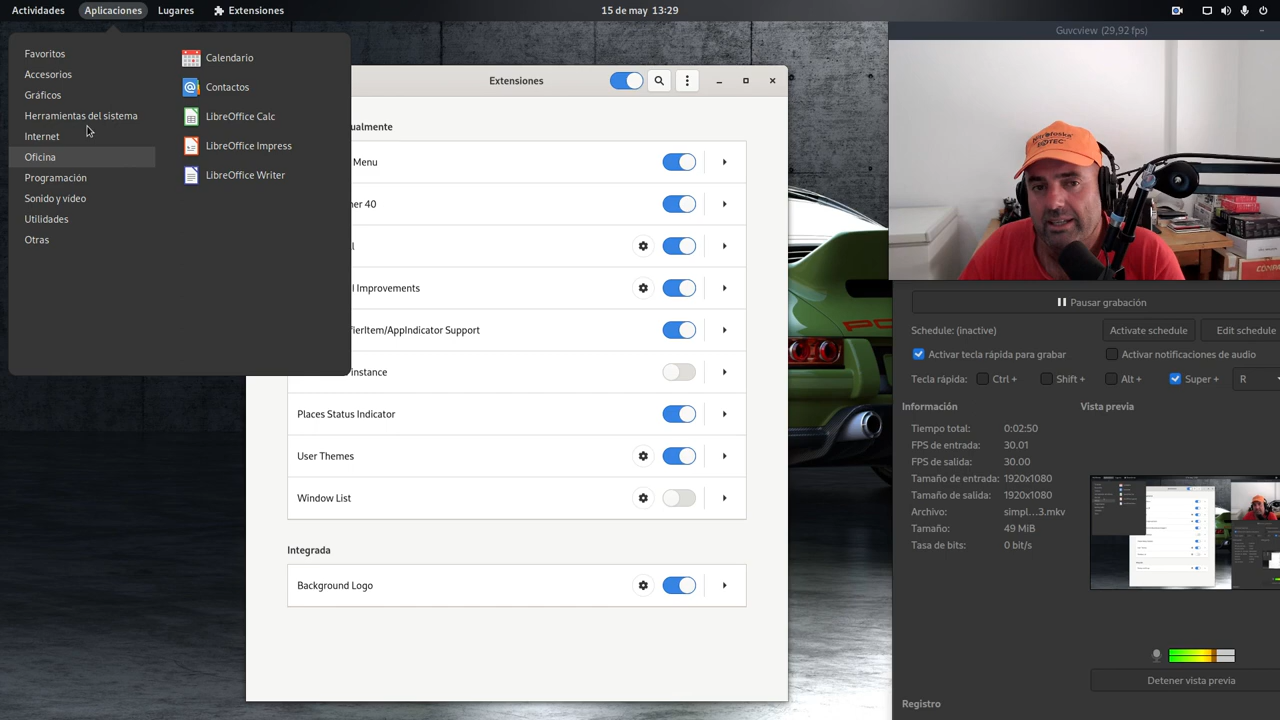 Actividades
Aplicaciones
Lugares
Extensiones
15 de may 13:29
Favoritos
Accesorios
Gráficos
Herramientas del sistema
Internet
Oficina
Programación
Sonido y vídeo
Utilidades
Otras
Calendario
Contactos
LibreOffice Calc
LibreOffice Impress
LibreOffice Writer
Extensiones
ualmente
Menu
er 40
l Improvements
ierItem/AppIndicator Support
instance
Places Status Indicator
User Themes
Window List
Integrada
Background Logo
Guvcview (29,92 fps)
Pausar grabación
Schedule: (inactive)
Activate schedule
Edit schedule
Activar tecla rápida para grabar
Activar notificaciones de audio
Tecla rápida:
Ctrl +
Shift +
Alt +
Super +
R
Información
Vista previa
Tiempo total: 0:02:50
FPS de entrada: 30.01
FPS de salida: 30.00
Tamaño de entrada: 1920x1080
Tamaño de salida: 1920x1080
Archivo: simpl...3.mkv
Tamaño: 49 MiB
Tasa de bits: 0 bit/s
Detener vista previa
Registro